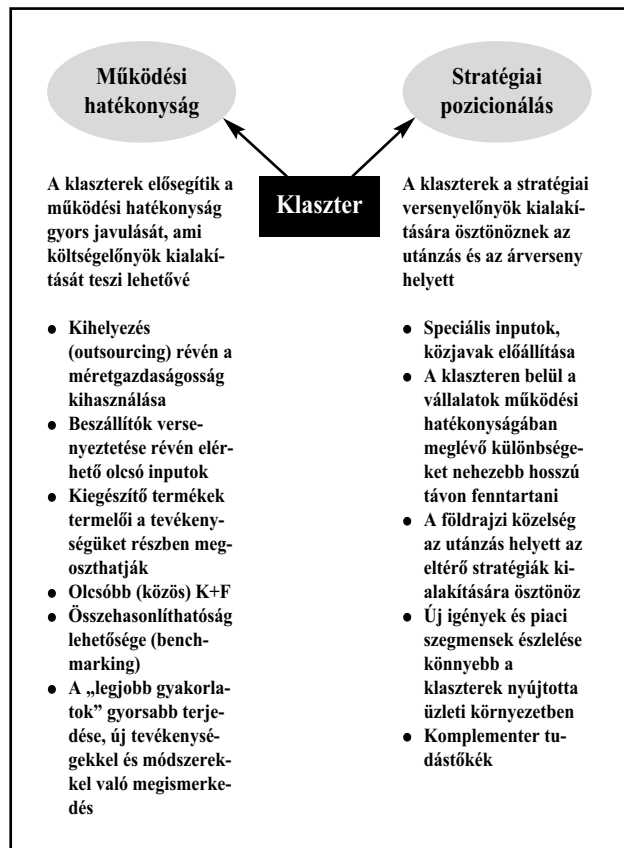 Működési
hatékonyság
Stratégiai
pozicionálás
Klaszter
A klaszterek elősegítik a
működési hatékonyság
gyors javulását, ami
költségelőnyök kialakí-
tását teszi lehetővé
● Kihelyezés
(outsourcing) révén a
méretgazdaságosság
kihasználása
● Beszállítók verse-
nyeztetése révén elér-
hető olcsó inputok
● Kiegészítő termékek
termelői a tevékeny-
ségüket részben meg-
oszthatják
● Olcsóbb (közös) K+F
● Összehasonlíthatóság
lehetősége (bench-
marking)
● A „legjobb gyakorla-
tok” gyorsabb terje-
dése, új tevékenysé-
gekkel és módszerek-
kel való megismerke-
dés
A klaszterek a stratégiai
versenyelőnyök kialakí-
tására ösztönöznek az
utánzás és az árverseny
helyett
● Speciális inputok,
közjavak előállítása
● A klaszteren belül a
vállalatok működési
hatékonyságában
meglévő különbsége-
ket nehezebb hosszú
távon fenntartani
● A földrajzi közelség
az utánzás helyett az
eltérő stratégiák ki-
alakítására ösztönöz
● Új igények és piaci
szegmensek észlelése
könnyebb a
klaszterek nyújtotta
üzleti környezetben
● Komplementer tu-
dástőkék